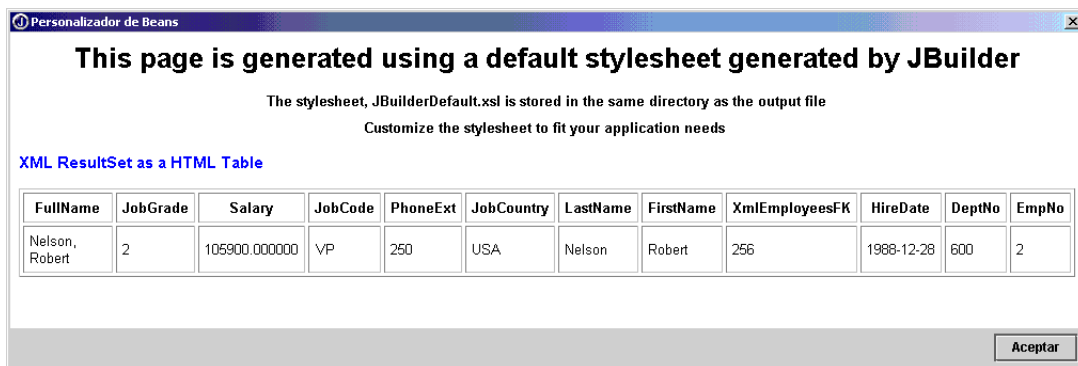 Personalizador de Beans
This page is generated using a default stylesheet generated by JBuilder
The stylesheet, JBuilderDefault.xsl is stored in the same directory as the output file
Customize the stylesheet to fit your application needs
XML ResultSet as a HTML Table
FullName JobGrade Salary JobCode PhoneExt JobCountry LastName FirstName XmlEmployeesFK HireDate DeptNo EmpNo
Nelson, Robert 2 105900.000000 VP 250 USA Nelson Robert 256 1988-12-28 600 2
Aceptar